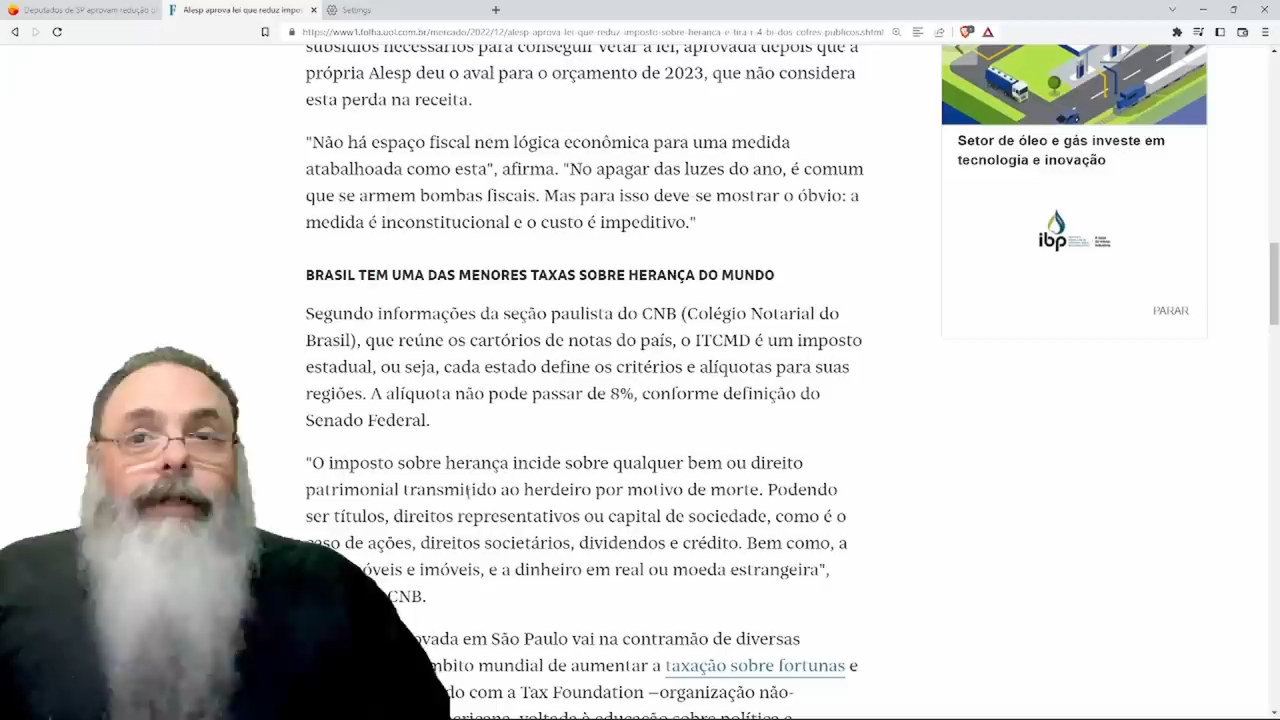 Deputados de SP aprovam redução d
Alesp aprova lei que reduz impos
Settings
https://www1.folha.uol.com.br/mercado/2022/12/alesp-aprova-lei-que-reduz-imposto-sobre-heranca-e-tira-r-4-bi-dos-cofres-publicos.shtml
subsídios necessários para conseguir vetar a lei, aprovada depois que a
própria Alesp deu o aval para o orçamento de 2023, que não considera
esta perda na receita.
"Não há espaço fiscal nem lógica econômica para uma medida
atabalhoada como esta", afirma. "No apagar das luzes do ano, é comum
que se armem bombas fiscais. Mas para isso deve-se mostrar o óbvio: a
medida é inconstitucional e o custo é impeditivo."
BRASIL TEM UMA DAS MENORES TAXAS SOBRE HERANÇA DO MUNDO
Segundo informações da seção paulista do CNB (Colégio Notarial do
Brasil), que reúne os cartórios de notas do país, o ITCMD é um imposto
estadual, ou seja, cada estado define os critérios e alíquotas para suas
regiões. A alíquota não pode passar de 8%, conforme definição do
Senado Federal.
"O imposto sobre herança incide sobre qualquer bem ou direito
patrimonial transmitido ao herdeiro por motivo de morte. Podendo
ser títulos, direitos representativos ou capital de sociedade, como é o
caso de ações, direitos societários, dividendos e crédito. Bem como, a
óveis e imóveis, e a dinheiro em real ou moeda estrangeira",
CNB.
ovada em São Paulo vai na contramão de diversas
mbito mundial de aumentar a taxação sobre fortunas e
do com a Tax Foundation —organização não-
ericana, voltada à educação sobre política e
Setor de óleo e gás investe em
tecnologia e inovação
ibp
PARAR